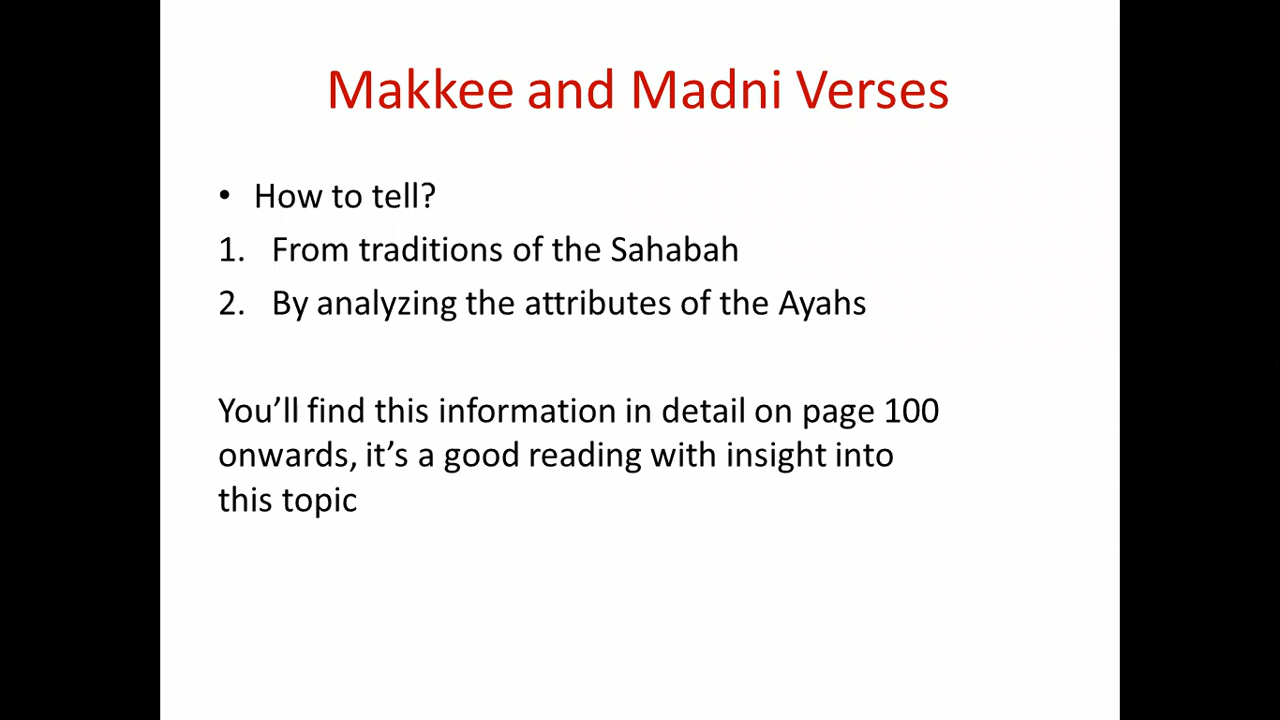 Makkee and Madni Verses
• How to tell?
1. From traditions of the Sahabah
2. By analyzing the attributes of the Ayahs
You’ll find this information in detail on page 100
onwards, it’s a good reading with insight into
this topic